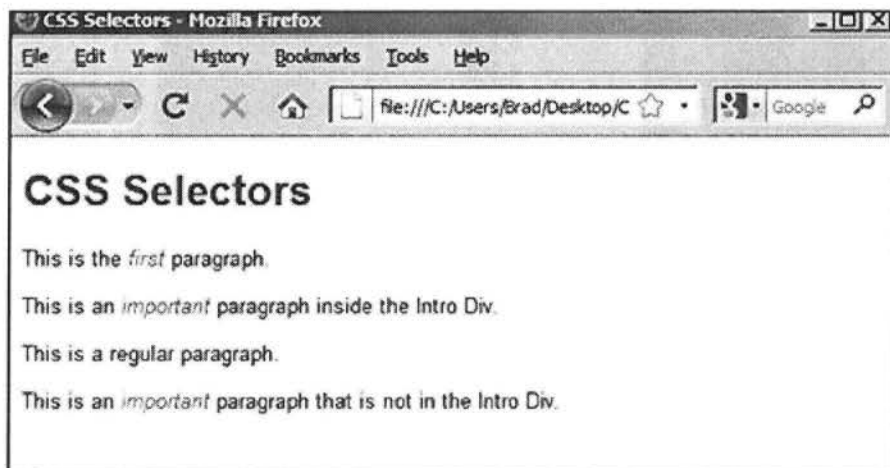 CSS Selectors - Mozilla Firefox
File Edit View History Bookmarks Tools Help
file:///C:/Users/Brad/Desktop/C Google
CSS Selectors
This is the first paragraph.
This is an important paragraph inside the Intro Div.
This is a regular paragraph.
This is an important paragraph that is not in the Intro Div.